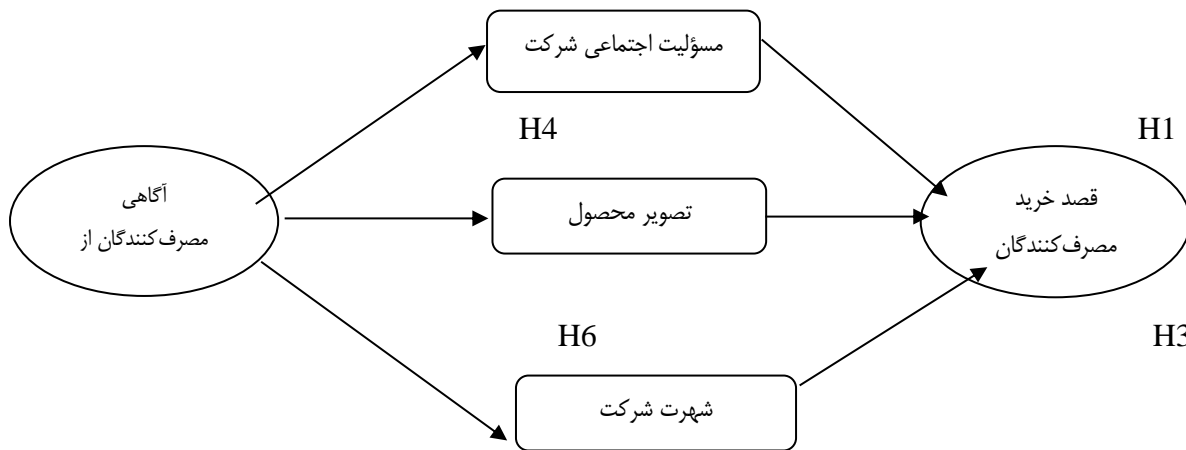 مسؤلیت اجتماعی شرکت
H4
H1
آگاهی
مصرف‌کنندگان از
تصویر محصول
قصد خرید
مصرف‌کنندگان
H6
H3
شهرت شرکت